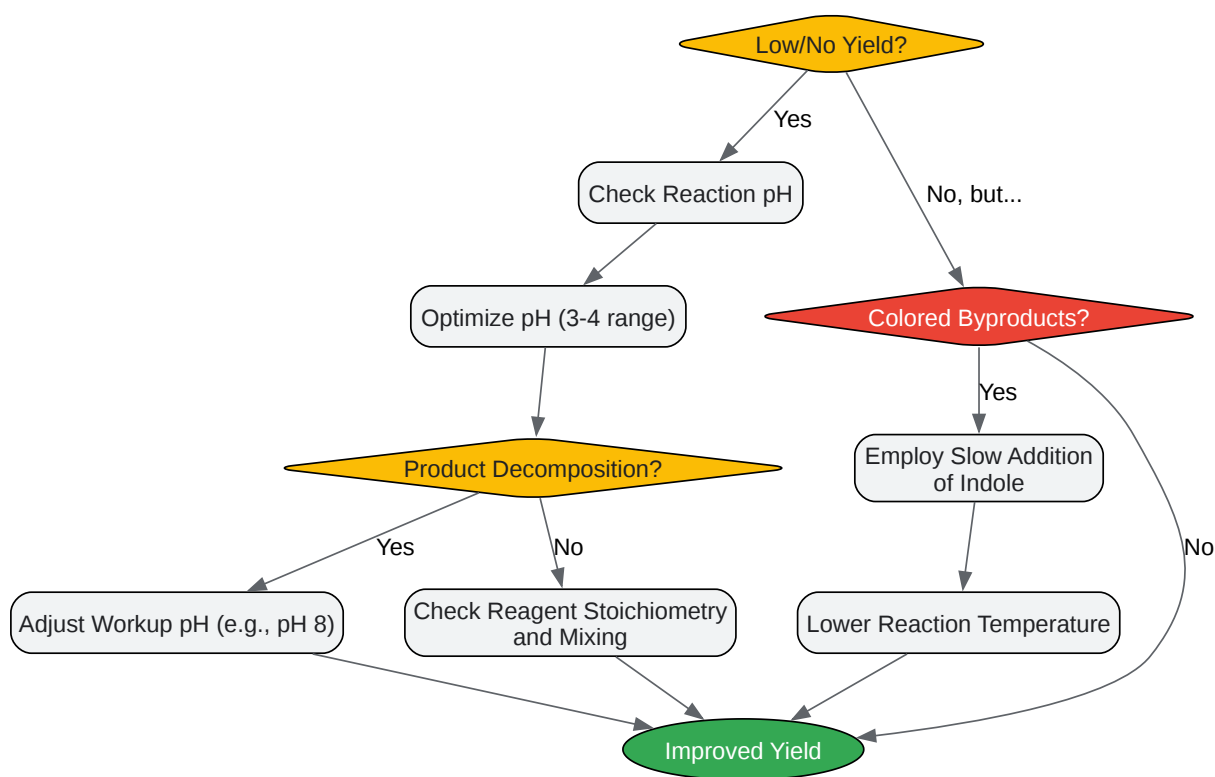 Low/No Yield?
Yes
Check Reaction pH
No, but...
Optimize pH (3-4 range)
Colored Byproducts?
Yes
Employ Slow Addition
of Indole
Product Decomposition?
Yes
No
No
Adjust Workup pH (e.g., pH 8)
Check Reagent Stoichiometry
and Mixing
Lower Reaction Temperature
Improved Yield